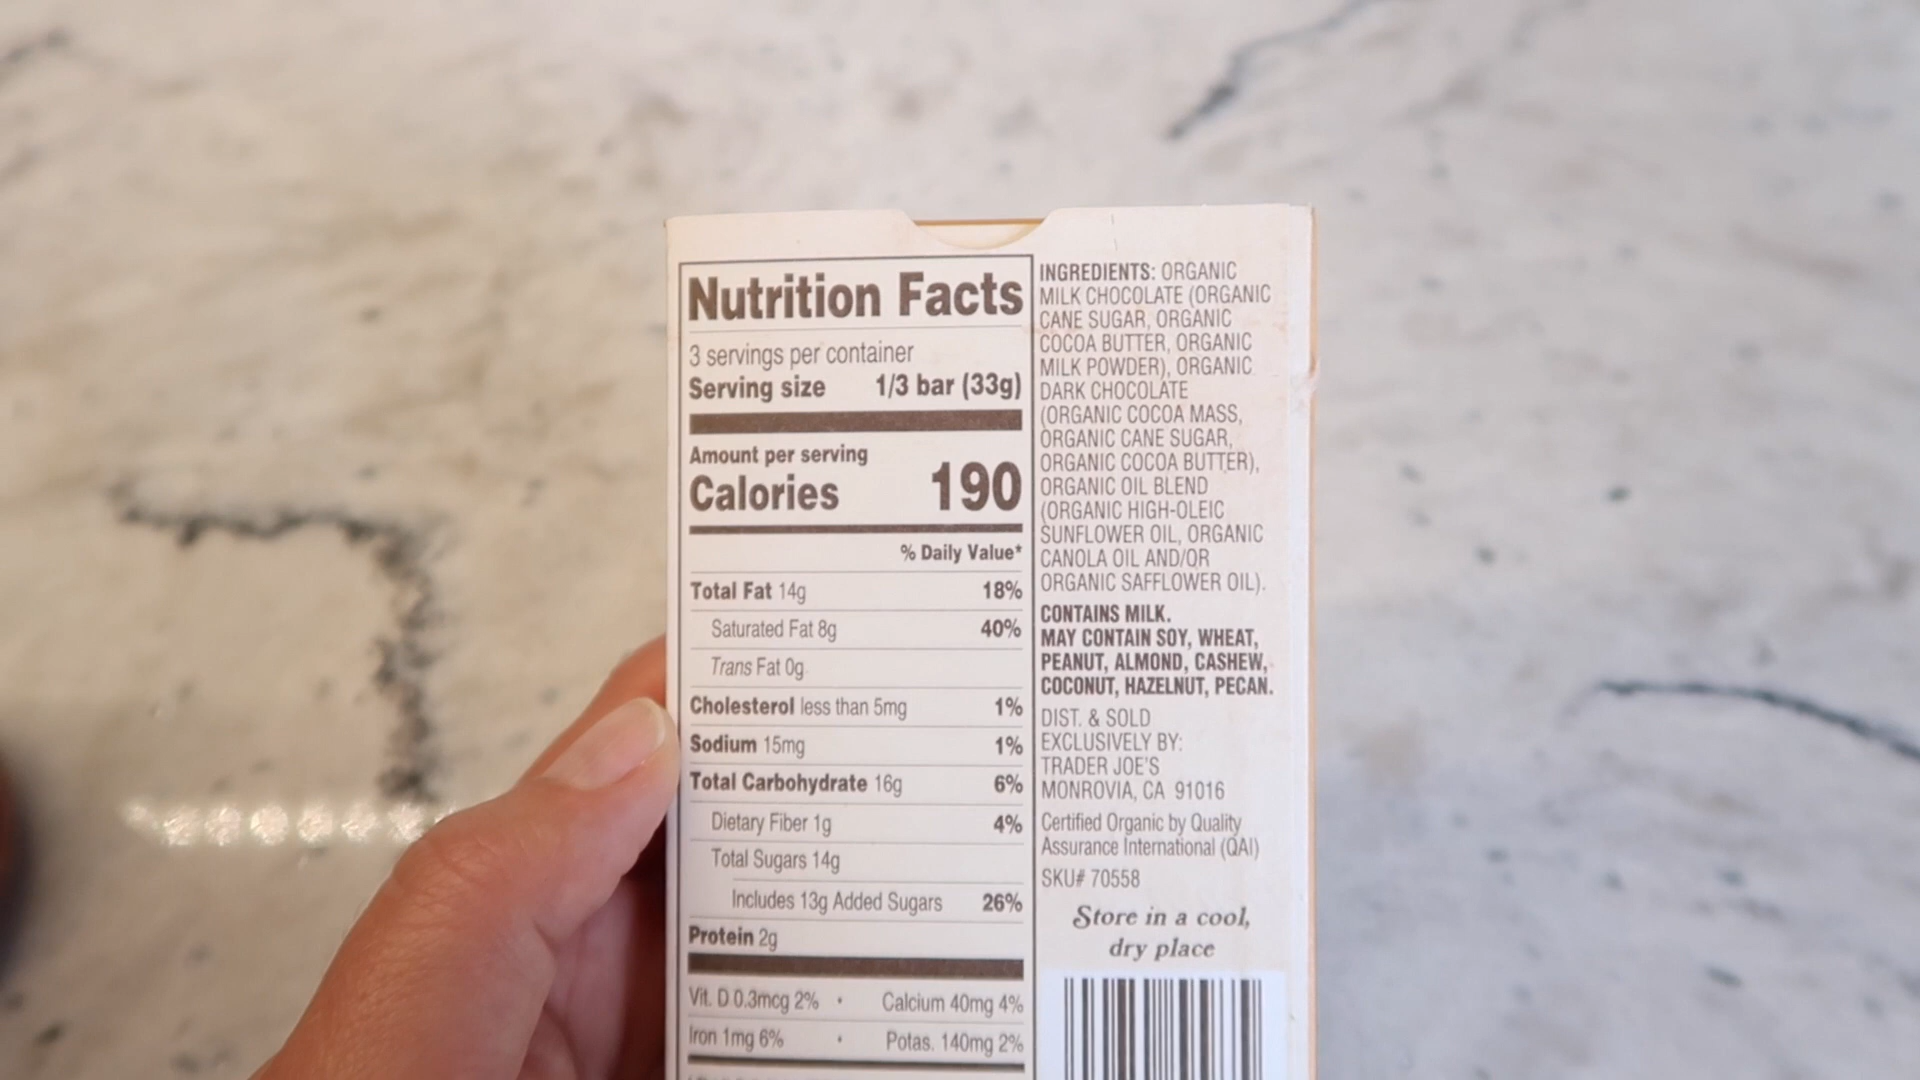 Nutrition Facts
3 servings per container
Serving size 1/3 bar (33g)
Amount per serving
Calories 190
% Daily Value*
Total Fat 14g 18%
Saturated Fat 8g 40%
Trans Fat 0g
Cholesterol less than 5mg 1%
Sodium 15mg 1%
Total Carbohydrate 16g 6%
Dietary Fiber 1g 4%
Total Sugars 14g
Includes 13g Added Sugars 26%
Protein 2g
Vit. D 0.3mcg 2% • Calcium 40mg 4%
Iron 1mg 6% • Potas. 140mg 2%
INGREDIENTS: ORGANIC
MILK CHOCOLATE (ORGANIC
CANE SUGAR, ORGANIC
COCOA BUTTER, ORGANIC
MILK POWDER), ORGANIC
DARK CHOCOLATE
(ORGANIC COCOA MASS,
ORGANIC CANE SUGAR,
ORGANIC COCOA BUTTER),
ORGANIC OIL BLEND
(ORGANIC HIGH-OLEIC
SUNFLOWER OIL, ORGANIC
CANOLA OIL AND/OR
ORGANIC SAFFLOWER OIL).
CONTAINS MILK.
MAY CONTAIN SOY, WHEAT,
PEANUT, ALMOND, CASHEW,
COCONUT, HAZELNUT, PECAN.
DIST. & SOLD
EXCLUSIVELY BY:
TRADER JOE'S
MONROVIA, CA 91016
Certified Organic by Quality
Assurance International (QAI)
SKU# 70558
Store in a cool,
dry place